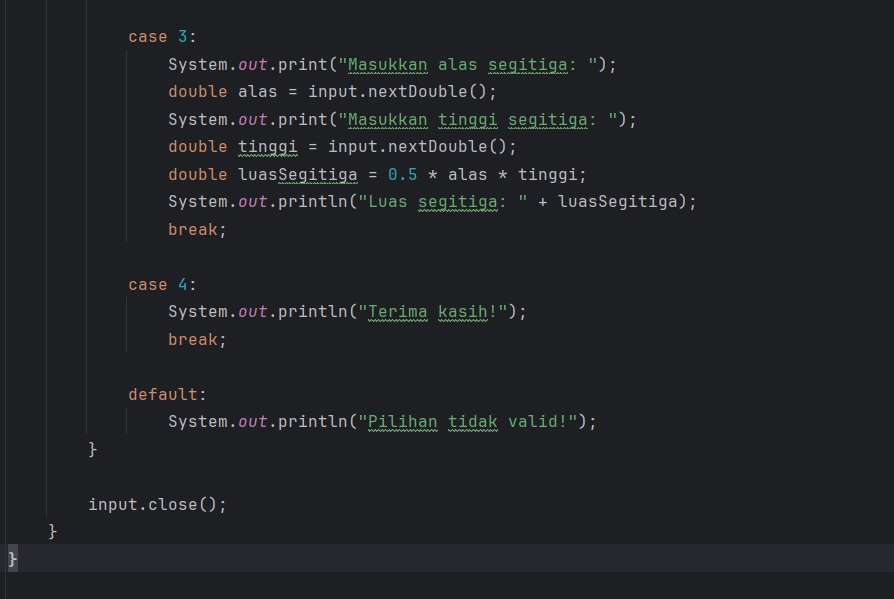 case 3:
System.out.print("Masukkan alas segitiga: ");
double alas = input.nextDouble();
System.out.print("Masukkan tinggi segitiga: ");
double tinggi = input.nextDouble();
double luasSegitiga = 0.5 * alas * tinggi;
System.out.println("Luas segitiga: " + luasSegitiga);
break;
case 4:
System.out.println("Terima kasih!");
break;
default:
System.out.println("Pilihan tidak valid!");
}
input.close();
}
}